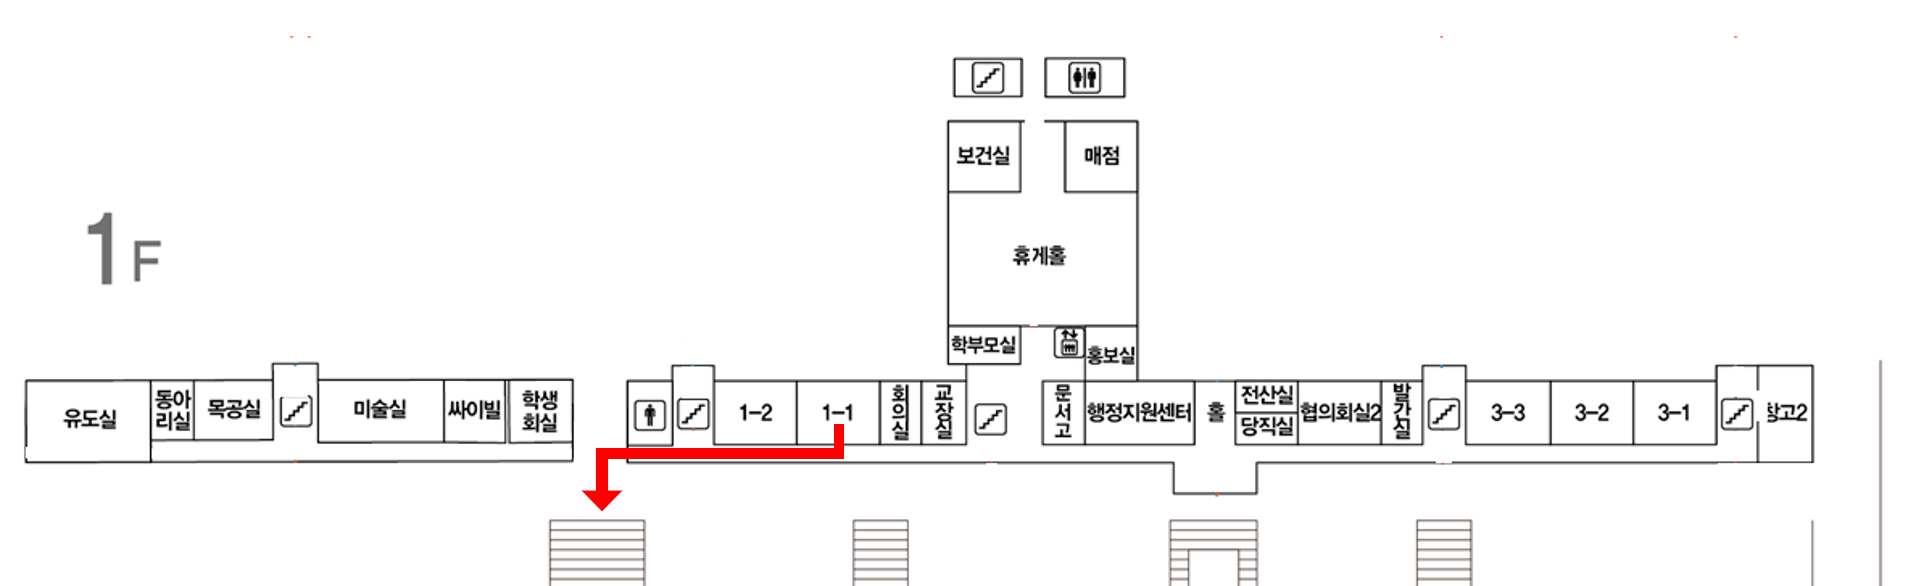 보건실
매점
1 F
휴게홀
학부모실
홍보실
유도실
동아
리실
목공실
미술실
싸이빌
학생
회실
1-2
1-1
회의실
교장실
문서고
행정지원센터
홀
전산실
당직실
협의회실2
발간실
3-3
3-2
3-1
창고2